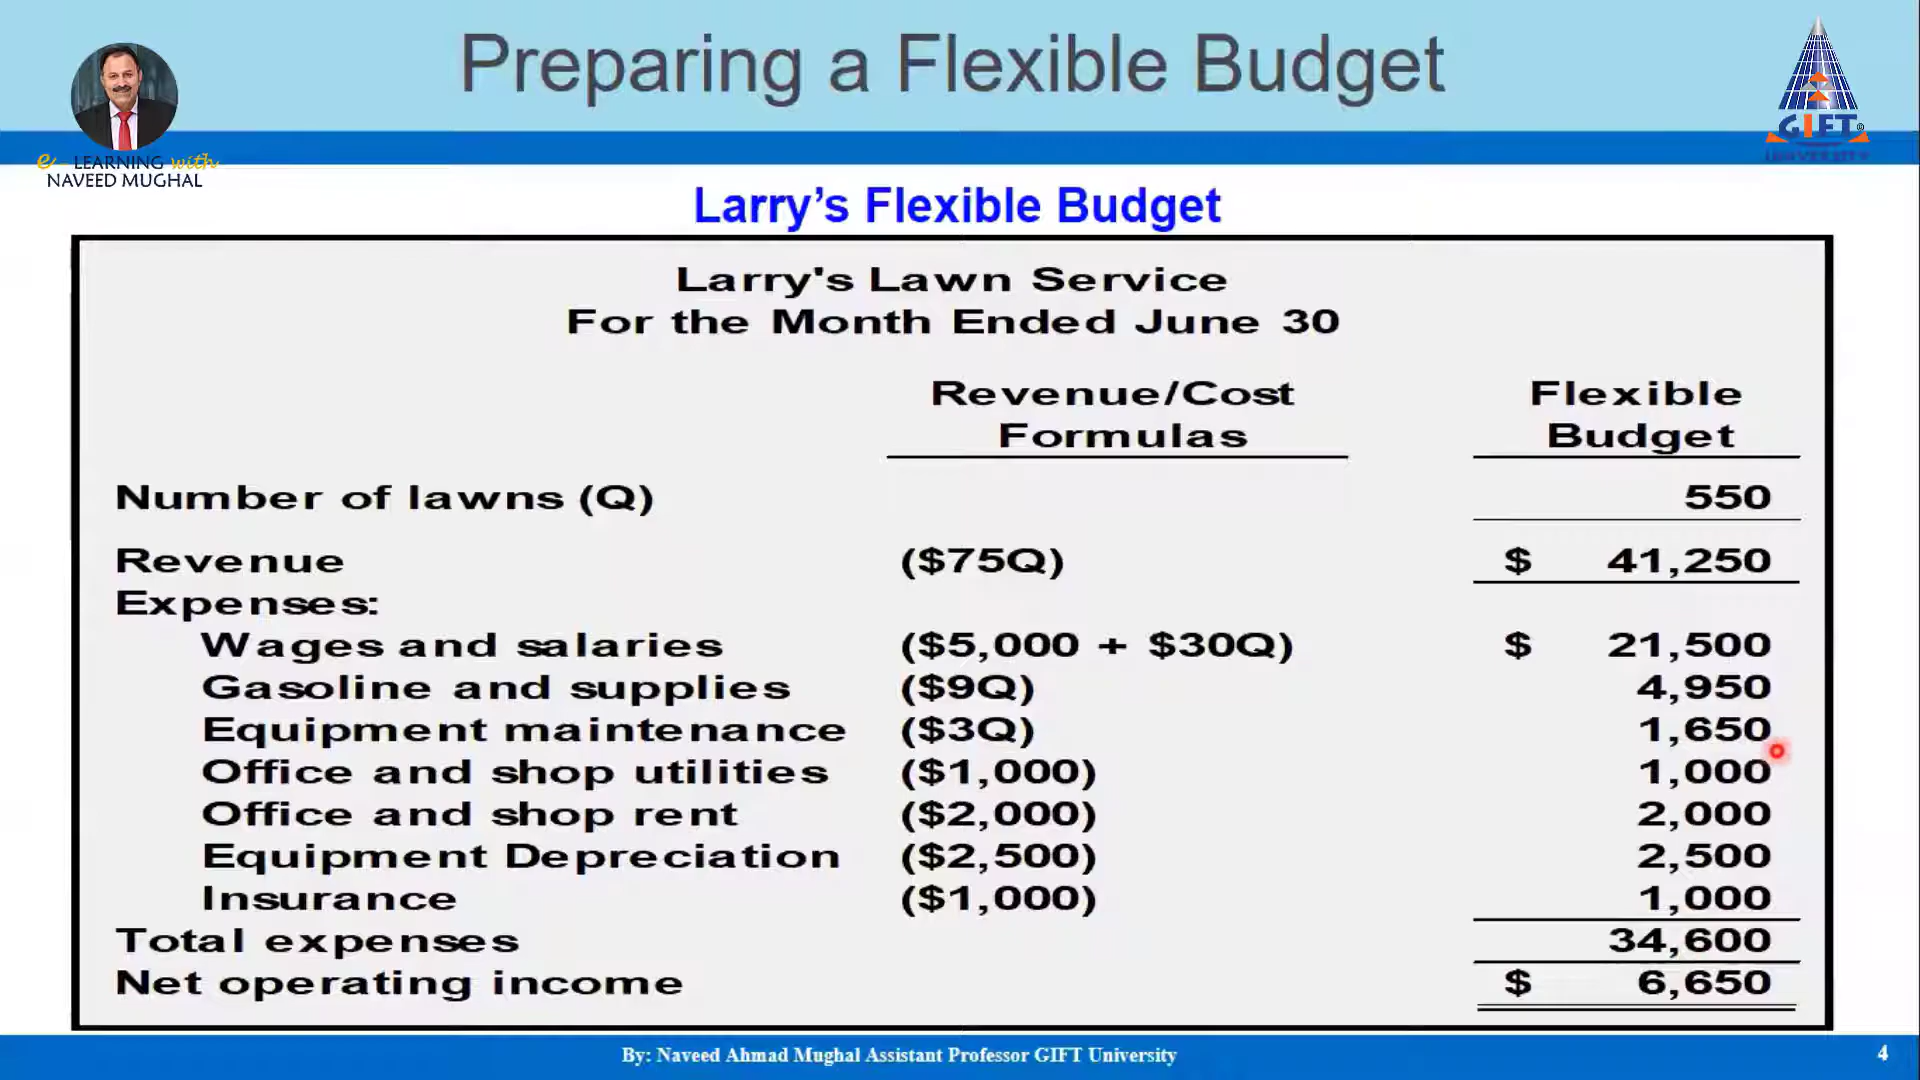 Preparing a Flexible Budget
e-LEARNING with
NAVEED MUGHAL
GIFT®
UNIVERSITY
Larry’s Flexible Budget
Larry's Lawn Service
For the Month Ended June 30
Revenue/Cost Flexible
Formulas Budget
Number of lawns (Q) 550
Revenue ($75Q) $ 41,250
Expenses:
Wages and salaries ($5,000 + $30Q) $ 21,500
Gasoline and supplies ($9Q) 4,950
Equipment maintenance ($3Q) 1,650
Office and shop utilities ($1,000) 1,000
Office and shop rent ($2,000) 2,000
Equipment Depreciation ($2,500) 2,500
Insurance ($1,000) 1,000
Total expenses 34,600
Net operating income $ 6,650
By: Naveed Ahmad Mughal Assistant Professor GIFT University 4